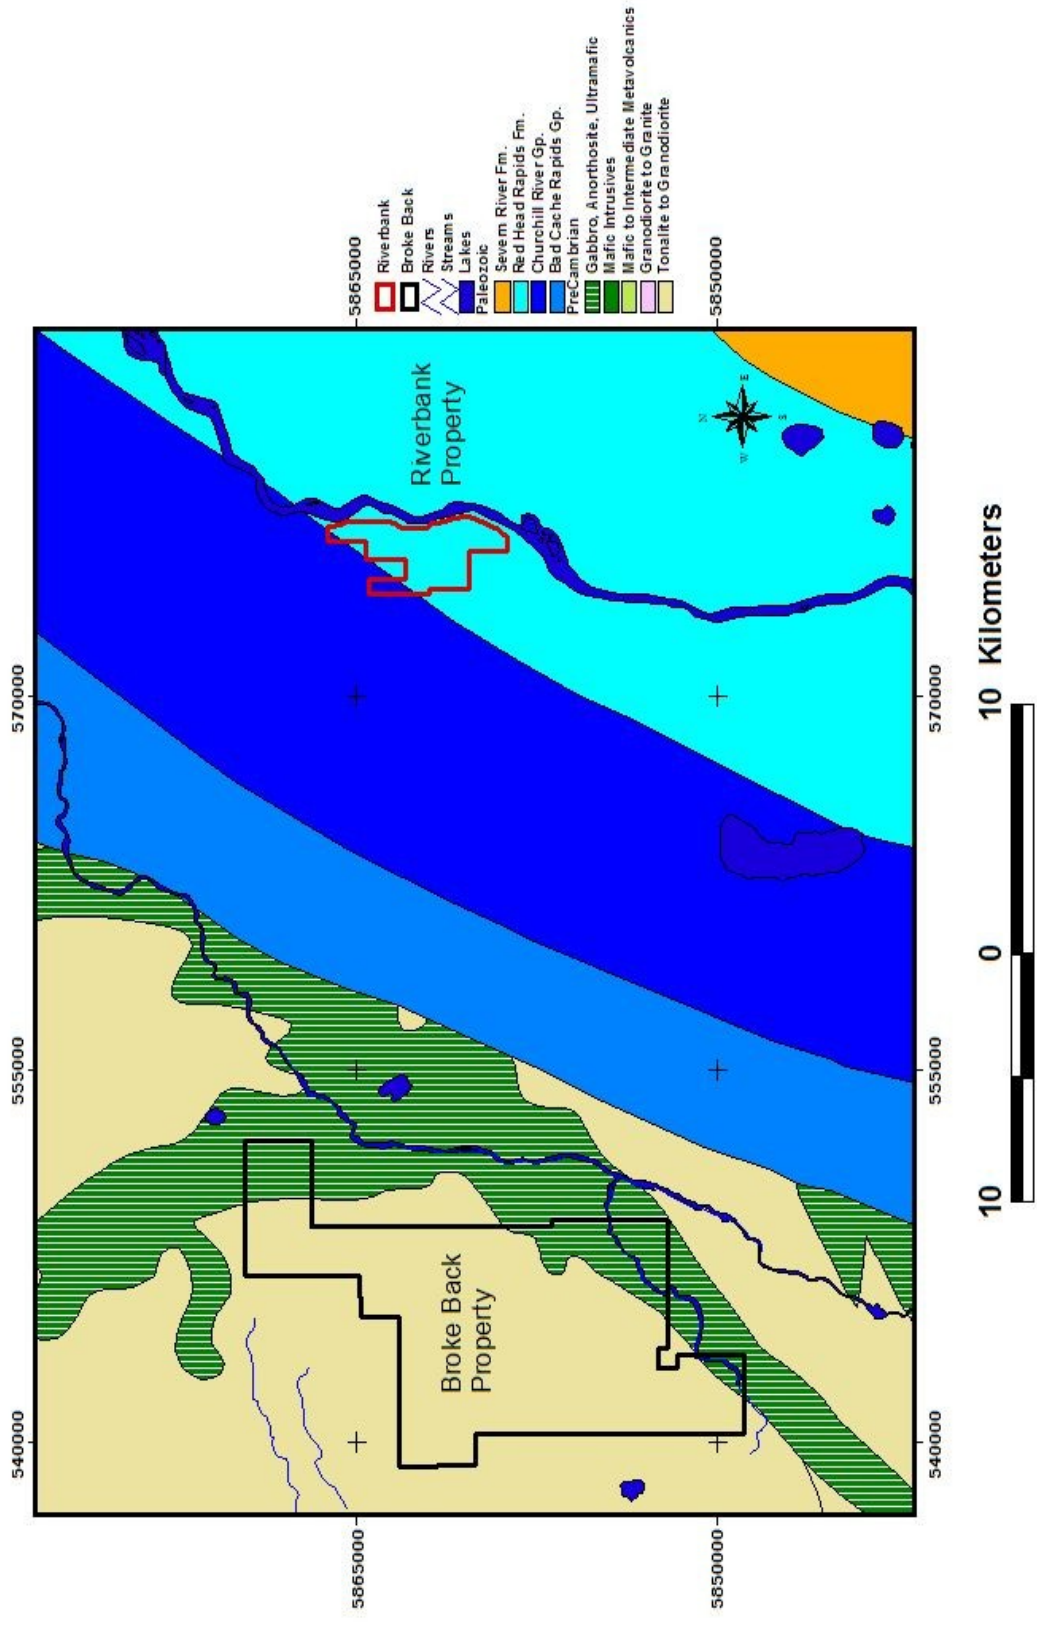 540000
555000
570000
5865000
5865000
5850000
5850000
Broke Back
Property
Riverbank
Property
N
W
E
S
540000
555000
570000
10
0
10 Kilometers
Riverbank
Broke Back
Rivers
Streams
Lakes
Paleozoic
Severn River Fm.
Red Head Rapids Fm.
Churchill River Gp.
Bad Cache Rapids Gp.
PreCambrian
Gabbro, Anorthosite, Ultramafic
Mafic Intrusives
Mafic to Intermediate Metavolcanics
Granodiorite to Granite
Tonalite to Granodiorite